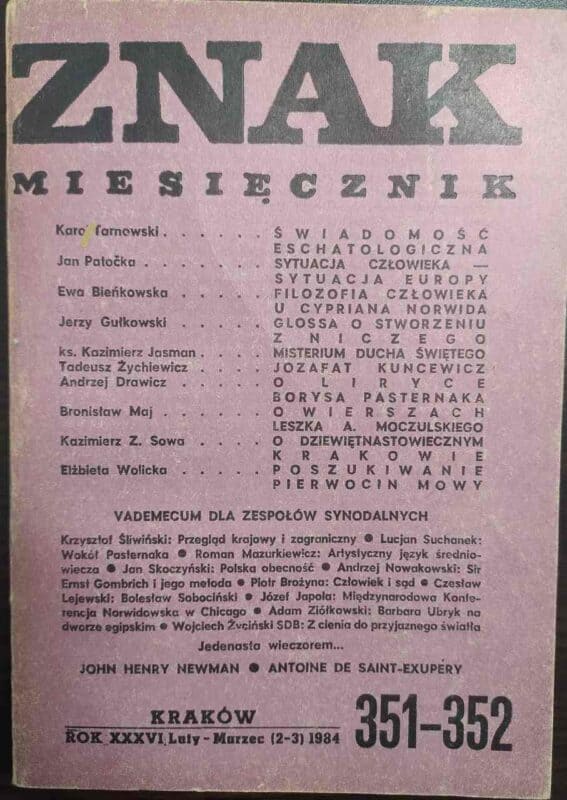 ZNAK
MIESIĘCZNIK
Karol Tarnowski . . . . . . ŚWIADOMOŚĆ
ESCHATOLOGICZNA
Jan Patočka . . . . . . . . SYTUACJA CZŁOWIEKA —
SYTUACJA EUROPY
Ewa Bieńkowska . . . . . . FILOZOFIA CZŁOWIEKA
U CYPRIANA NORWIDA
Jerzy Gułkowski . . . . . . GLOSSA O STWORZENIU
Z NICZEGO
ks. Kazimierz Jasman . . . . MISTERIUM DUCHA ŚWIĘTEGO
Tadeusz Żychiewicz . . . . . JOZAFAT KUNCEWICZ
Andrzej Drawicz . . . . . . O LIRYCE
BORYSA PASTERNAKA
Bronisław Maj . . . . . . . O WIERSZACH
LESZKA A. MOCZULSKIEGO
Kazimierz Z. Sowa . . . . O DZIEWIĘTNASTOWIECZNYM
KRAKOWIE
Elżbieta Wolicka . . . . . . POSZUKIWANIE
PIERWOCIN MOWY
VADEMECUM DLA ZESPOŁÓW SYNODALNYCH
Krzysztof Śliwiński: Przegląd krajowy i zagraniczny ● Lucjan Suchanek:
Wokół Pasternaka ● Roman Mazurkiewicz: Artystyczny język średnio-
wiecza ● Jan Skoczyński: Polska obecność ● Andrzej Nowakowski: Sir
Ernst Gombrich i jego metoda ● Piotr Brożyna: Człowiek i sąd ● Czesław
Lejewski: Bolesław Sobociński ● Józef Japola: Międzynarodowa Konfe-
rencja Norwidowska w Chicago ● Adam Ziółkowski: Barbara Ubryk na
dworze egipskim ● Wojciech Życiński SDB: Z cienia do przyjaznego światła
Jedenasta wieczorem...
JOHN HENRY NEWMAN ● ANTOINE DE SAINT-EXUPÉRY
KRAKÓW
ROK XXXVI Luty - Marzec (2-3) 1984
351-352